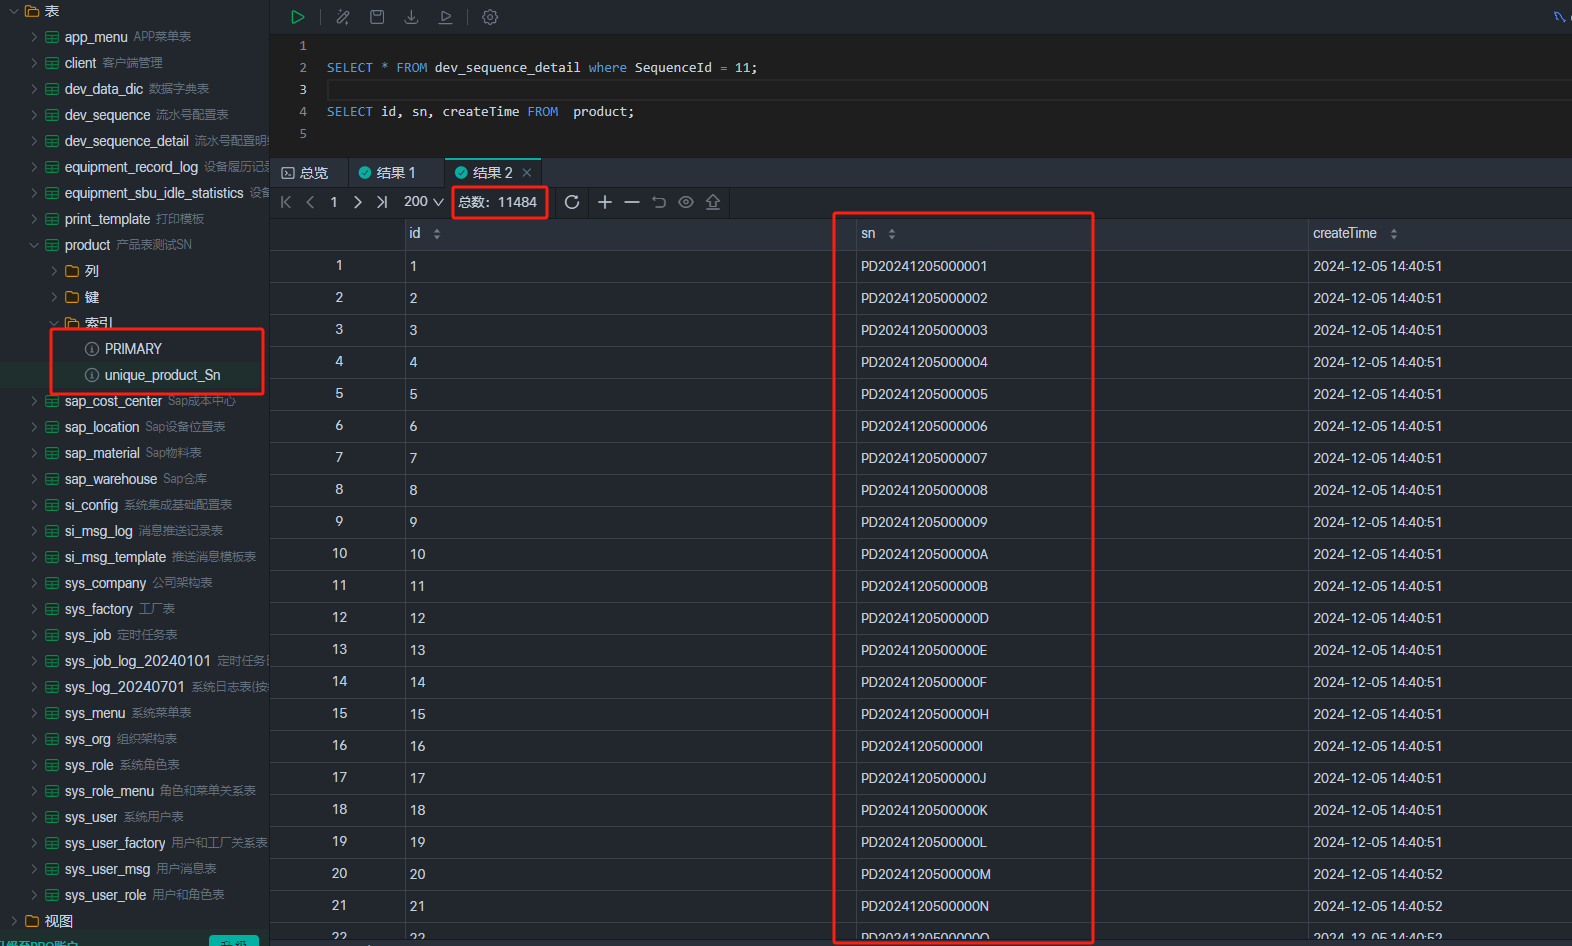 表
app_menu APP菜单表
client 客户端管理
dev_data_dic 数据字典表
dev_sequence 流水号配置表
dev_sequence_detail 流水号配置明
equipment_record_log 设备履历记
equipment_sbu_idle_statistics 设备
print_template 打印模板
product 产品表测试SN
列
键
索引
PRIMARY
unique_product_Sn
sap_cost_center Sap成本中心
sap_location Sap设备位置表
sap_material Sap物料表
sap_warehouse Sap仓库
si_config 系统集成基础配置表
si_msg_log 消息推送记录表
si_msg_template 推送消息模板表
sys_company 公司架构表
sys_factory 工厂表
sys_job 定时任务表
sys_job_log_20240101 定时任务
sys_log_20240701 系统日志表(按
sys_menu 系统菜单表
sys_org 组织架构表
sys_role 系统角色表
sys_role_menu 角色和菜单关系表
sys_user 系统用户表
sys_user_factory 用户和工厂关系表
sys_user_msg 用户消息表
sys_user_role 用户和角色表
视图
升级
1
2 SELECT * FROM dev_sequence_detail where SequenceId = 11;
3
4 SELECT id, sn, createTime FROM product;
5
总览 结果 1 结果 2
1 200 总数: 11484
id sn createTime
1 1 PD20241205000001 2024-12-05 14:40:51
2 2 PD20241205000002 2024-12-05 14:40:51
3 3 PD20241205000003 2024-12-05 14:40:51
4 4 PD20241205000004 2024-12-05 14:40:51
5 5 PD20241205000005 2024-12-05 14:40:51
6 6 PD20241205000006 2024-12-05 14:40:51
7 7 PD20241205000007 2024-12-05 14:40:51
8 8 PD20241205000008 2024-12-05 14:40:51
9 9 PD20241205000009 2024-12-05 14:40:51
10 10 PD2024120500000A 2024-12-05 14:40:51
11 11 PD2024120500000B 2024-12-05 14:40:51
12 12 PD2024120500000D 2024-12-05 14:40:51
13 13 PD2024120500000E 2024-12-05 14:40:51
14 14 PD2024120500000F 2024-12-05 14:40:51
15 15 PD2024120500000H 2024-12-05 14:40:51
16 16 PD2024120500000I 2024-12-05 14:40:51
17 17 PD2024120500000J 2024-12-05 14:40:51
18 18 PD2024120500000K 2024-12-05 14:40:51
19 19 PD2024120500000L 2024-12-05 14:40:51
20 20 PD2024120500000M 2024-12-05 14:40:52
21 21 PD2024120500000N 2024-12-05 14:40:52
22 22 2024-12-05 14:40:52